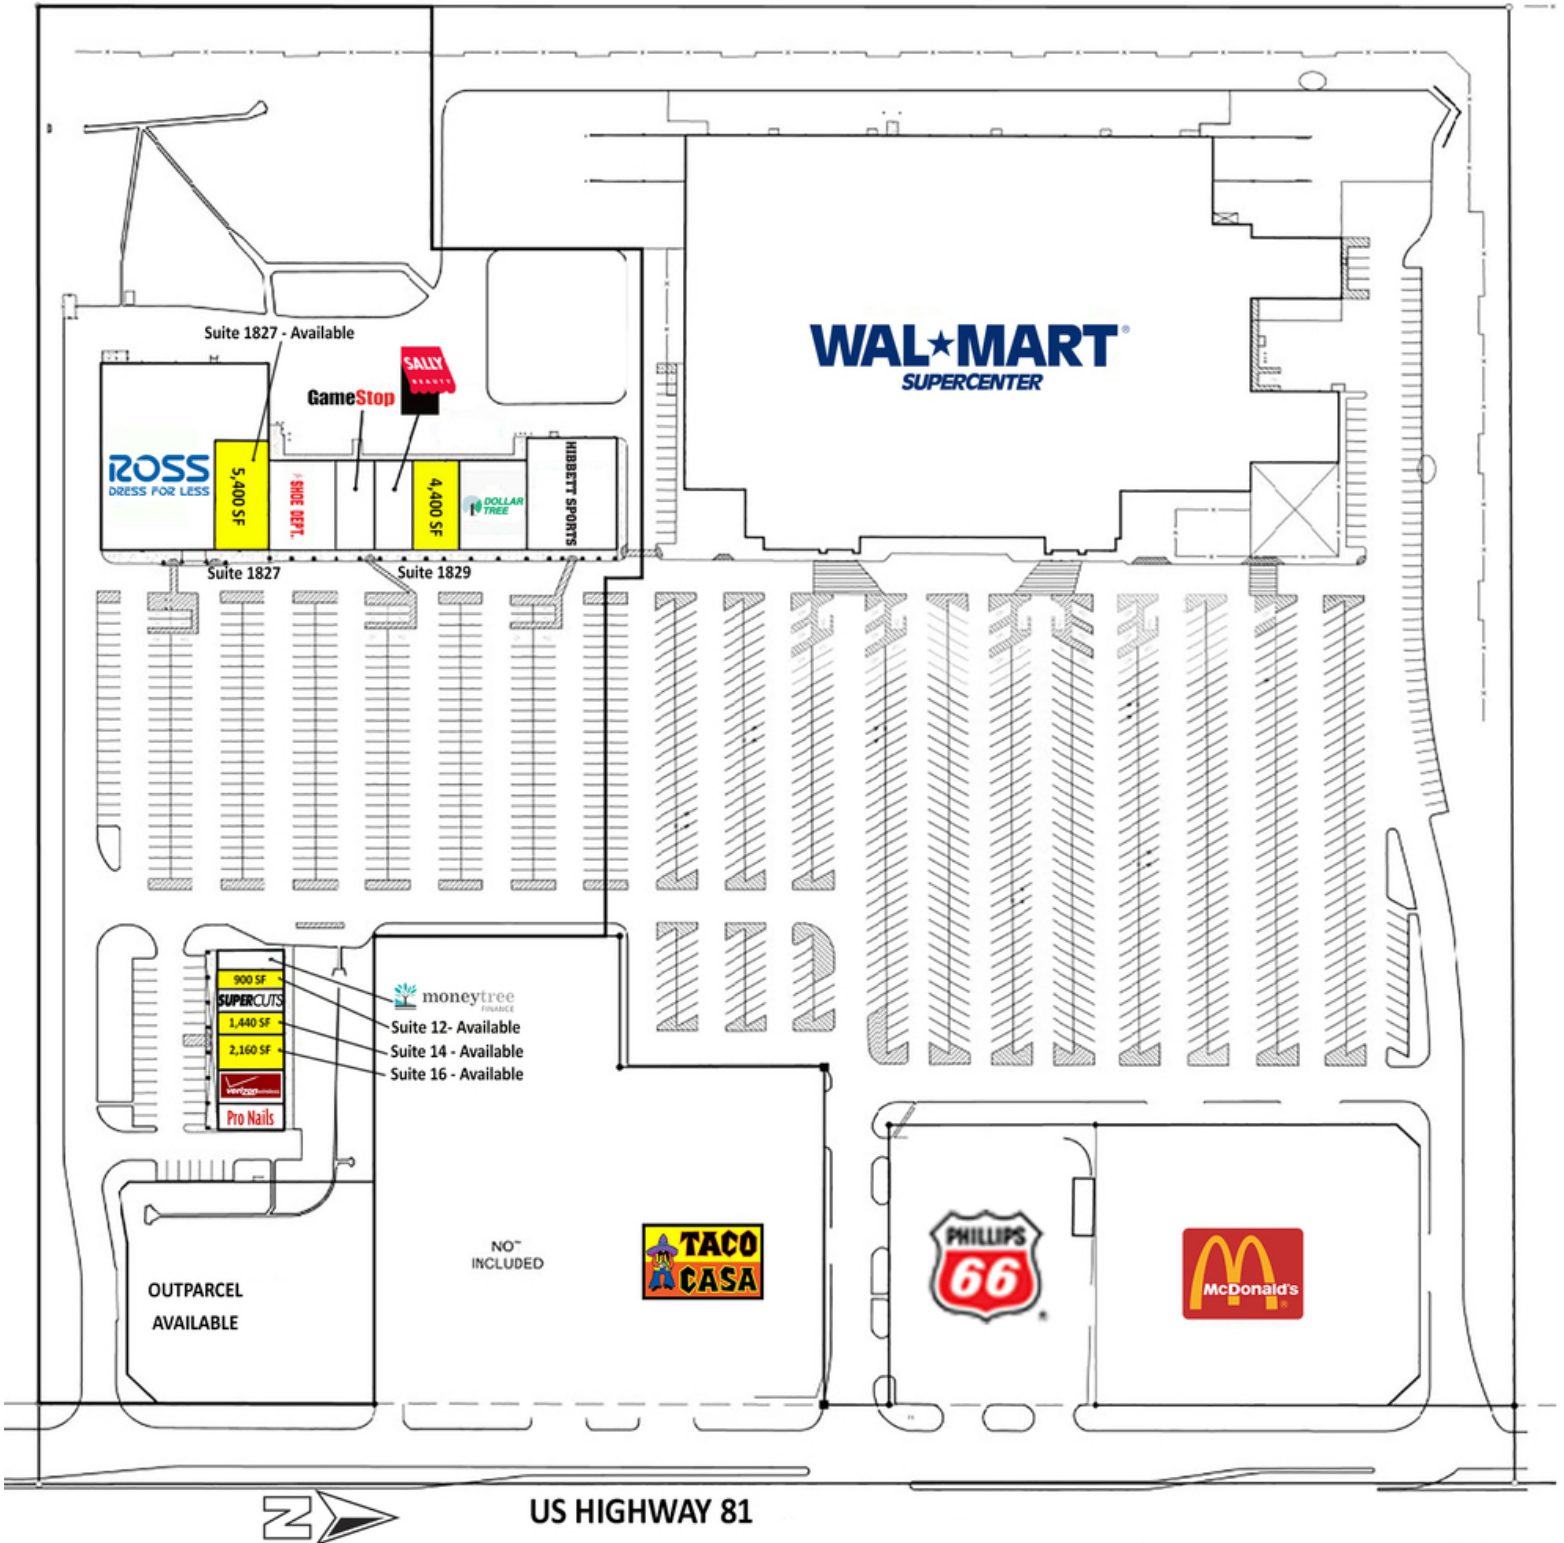 WAL★MART®
SUPERCENTER
Suite 1827 - Available
SALLY
BEAUTY
GameStop
ROSS
DRESS FOR LESS
5,400 SF
SHOE DEPT.
4,400 SF
DOLLAR
TREE
HIBBETT SPORTS
Suite 1827
Suite 1829
900 SF
SUPERCUTS
1,440 SF
2,160 SF
verizon wireless
Pro Nails
moneytree
FINANCE
Suite 12- Available
Suite 14 - Available
Suite 16 - Available
OUTPARCEL
AVAILABLE
NO
INCLUDED
TACO
CASA
PHILLIPS
66
®
McDonald's
®
N
US HIGHWAY 81